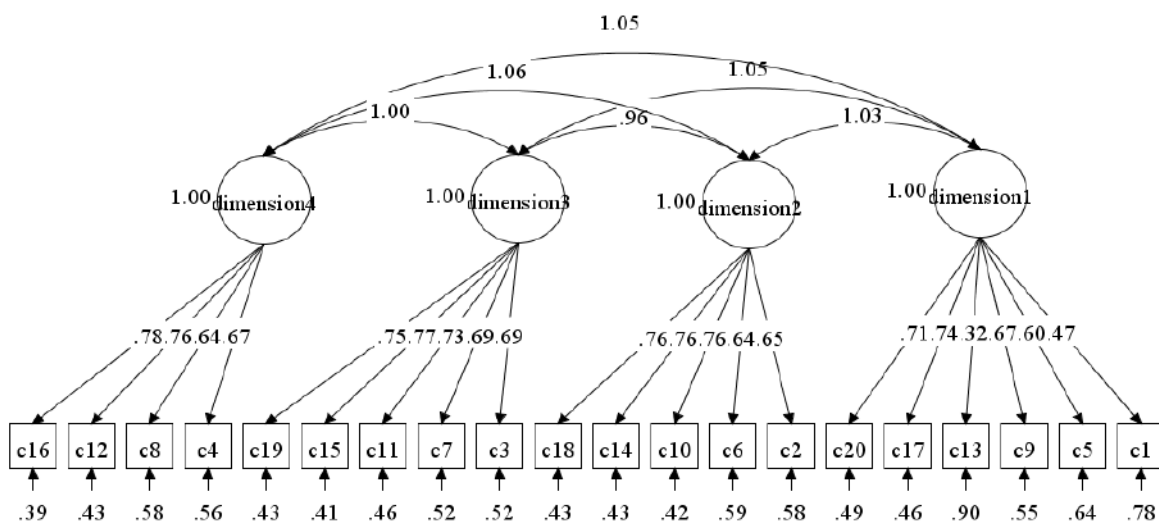 1.05
1.06 1.05
1.00 .96 1.03
1.00 dimension4 1.00 dimension3 1.00 dimension2 1.00 dimension1
.78 .76 .64 .67 .75 .77 .73 .69 .69 .76 .76 .76 .64 .65 .71 .74 .32 .67 .60 .47
c16 c12 c8 c4 c19 c15 c11 c7 c3 c18 c14 c10 c6 c2 c20 c17 c13 c9 c5 c1
.39 .43 .58 .56 .43 .41 .46 .52 .52 .43 .43 .42 .59 .58 .49 .46 .90 .55 .64 .78